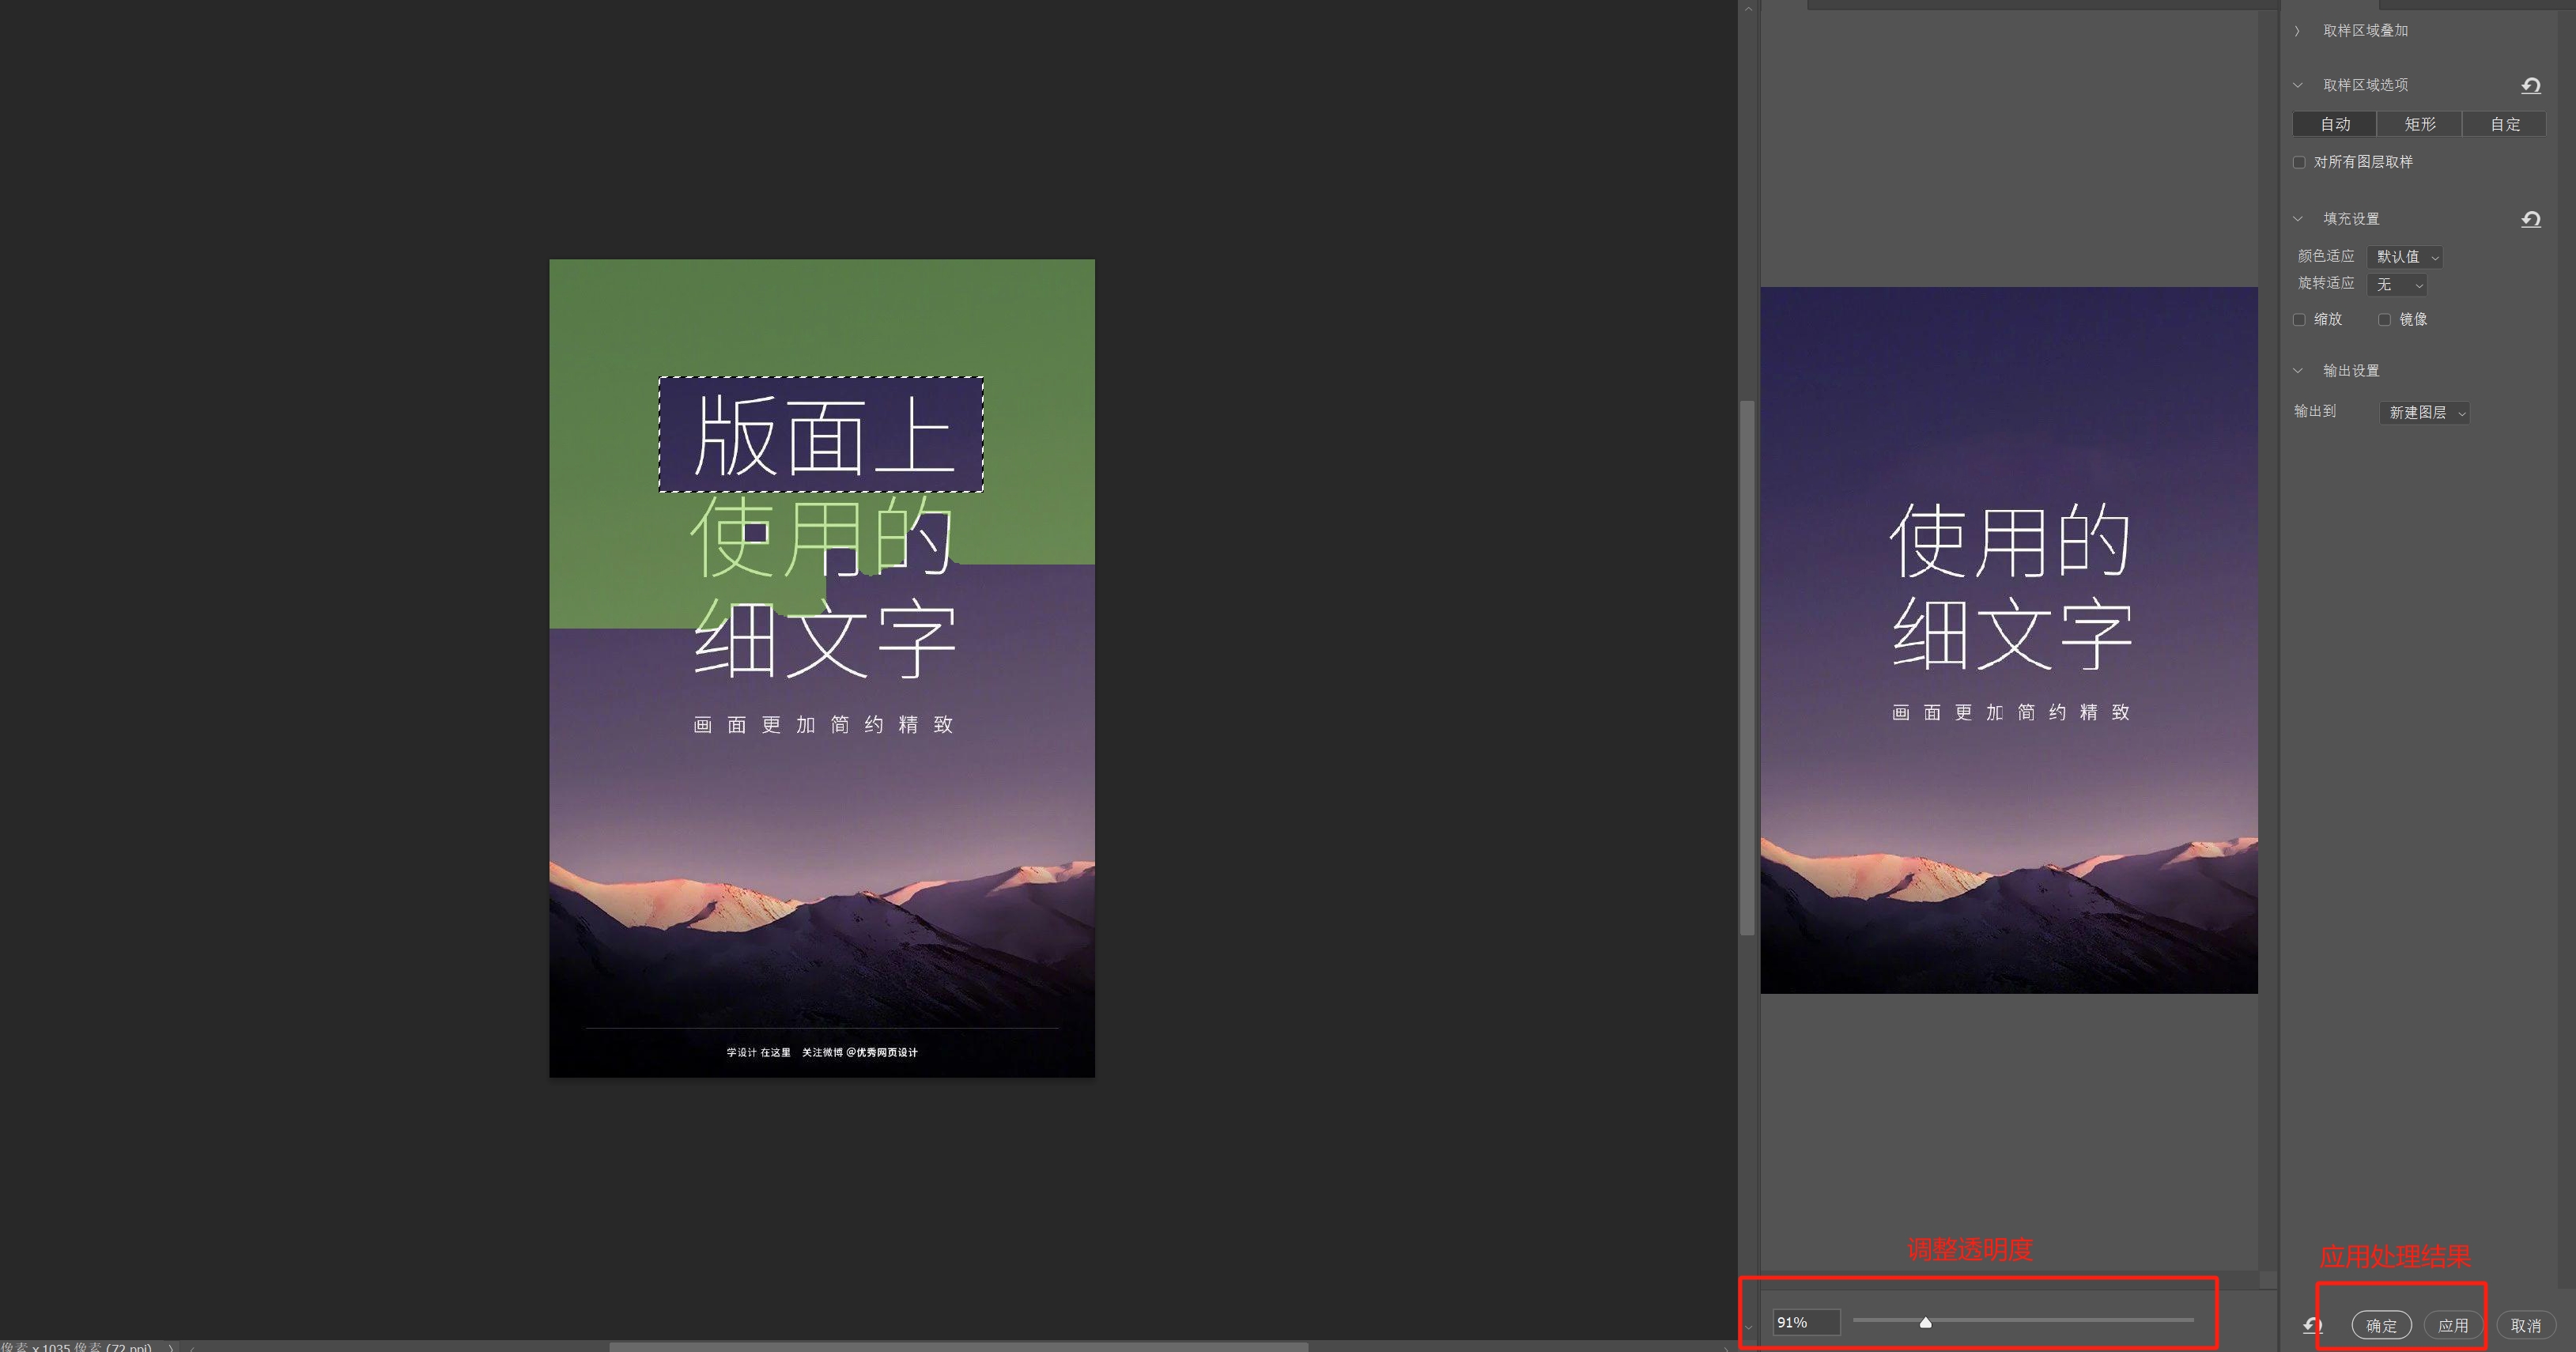 版面上
使用的
细文字
画面更加简约精致
学设计 在这里 关注微博 @优秀网页设计
像素 x 1035 像素 (72 ppi)
使用的
细文字
画面更加简约精致
调整透明度
91%
取样区域叠加
取样区域选项
自动 矩形 自定
对所有图层取样
填充设置
颜色适应 默认值
旋转适应 无
缩放 镜像
输出设置
输出到 新建图层
应用处理结果
确定 应用 取消